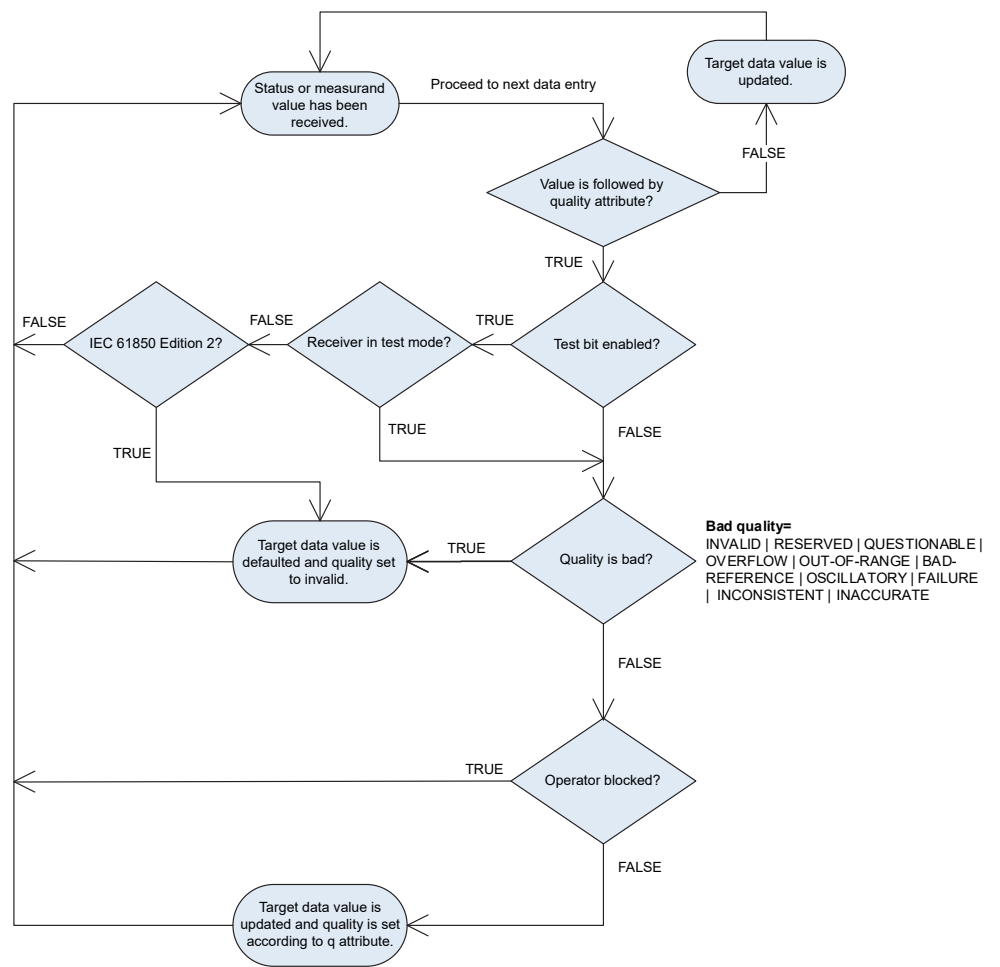 Target data value is
updated.
Status or measurand
value has been
received.
Proceed to next data entry
FALSE
Value is followed by
quality attribute?
TRUE
FALSE
IEC 61850 Edition 2?
FALSE
Receiver in test mode?
TRUE
Test bit enabled?
TRUE
TRUE
FALSE
Target data value is
defaulted and quality set
to invalid.
TRUE
Quality is bad?
Bad quality=
INVALID | RESERVED | QUESTIONABLE |
OVERFLOW | OUT-OF-RANGE | BAD-
REFERENCE | OSCILLATORY | FAILURE
| INCONSISTENT | INACCURATE
FALSE
TRUE
Operator blocked?
FALSE
Target data value is
updated and quality is set
according to q attribute.